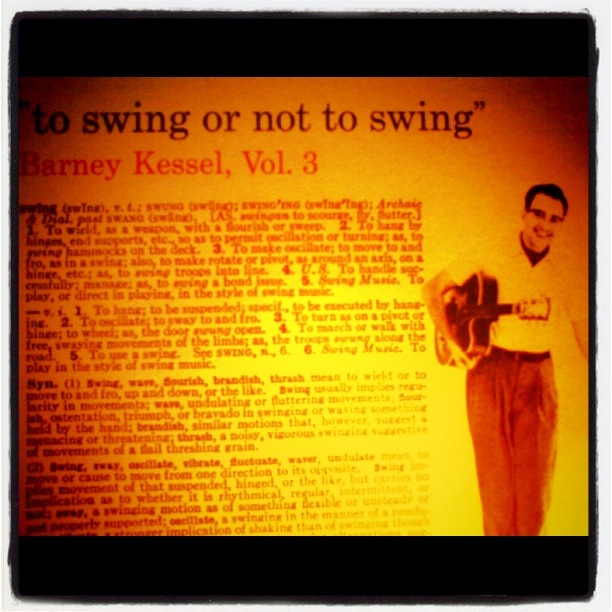 "to swing or not to swing"
Barney Kessel, Vol. 3
swing (swĭng), v. t.; SWUNG (swŭng); SWING'ING (swĭng'ĭng); Archaic
& Dial. past SWANG (swăng). [AS. swingan to scourge, fly, flutter.]
1. To wield, as a weapon, with a flourish or sweep. 2. To hang by
hinges, end supports, etc., so as to permit oscillation or turning; as, to
swing hammocks on the deck. 3. To make oscillate; to move to and
fro, as in a swing; also, to make rotate or pivot, as around an axis, on a
hinge, etc.; as, to swing troops into line. 4. U. S. To handle suc-
cessfully; manage; as, to swing a bond issue. 5. Swing Music. To
play, or direct in playing, in the style of swing music.
— v. i. 1. To hang; to be suspended; specif., to be executed by hang-
ing. 2. To oscillate; to sway to and fro. 3. To turn as on a pivot or
hinge; to wheel; as, the door swung open. 4. To march or walk with
free, swaying movements of the limbs; as, the troops swung along the
road. 5. To use a swing. See SWING, n., 6. 6. Swing Music. To
play in the style of swing music.
Syn. (1) Swing, wave, flourish, brandish, thrash mean to wield or to
move to and fro, up and down, or the like. Swing usually implies regu-
larity in movements; wave, undulating or fluttering movements; flour-
ish, ostentation, triumph, or bravado in swinging or waving something
held by the hand; brandish, similar motions that, however, suggest a
menacing or threatening; thrash, a noisy, vigorous swinging suggestive
of movements of a flail threshing grain.
(2) Swing, sway, oscillate, vibrate, fluctuate, waver, undulate mean to
move or cause to move from one direction to its opposite. Swing im-
plies movement of that suspended, hinged, or the like, but carries no
implication as to whether it is rhythmical, regular, intermittent, or
not; sway, a swinging motion as of something flexible or unsteady or
not properly supported; oscillate, a swinging in the manner of a pendu-
a stronger implication of shaking than of swinging though